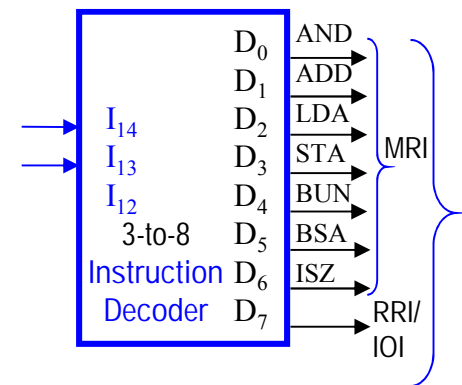 D0 AND
D1 ADD
I14 D2 LDA
I13 D3 STA MRI
I12 D4 BUN
3-to-8 D5 BSA
Instruction D6 ISZ
Decoder D7 RRI/
IOI